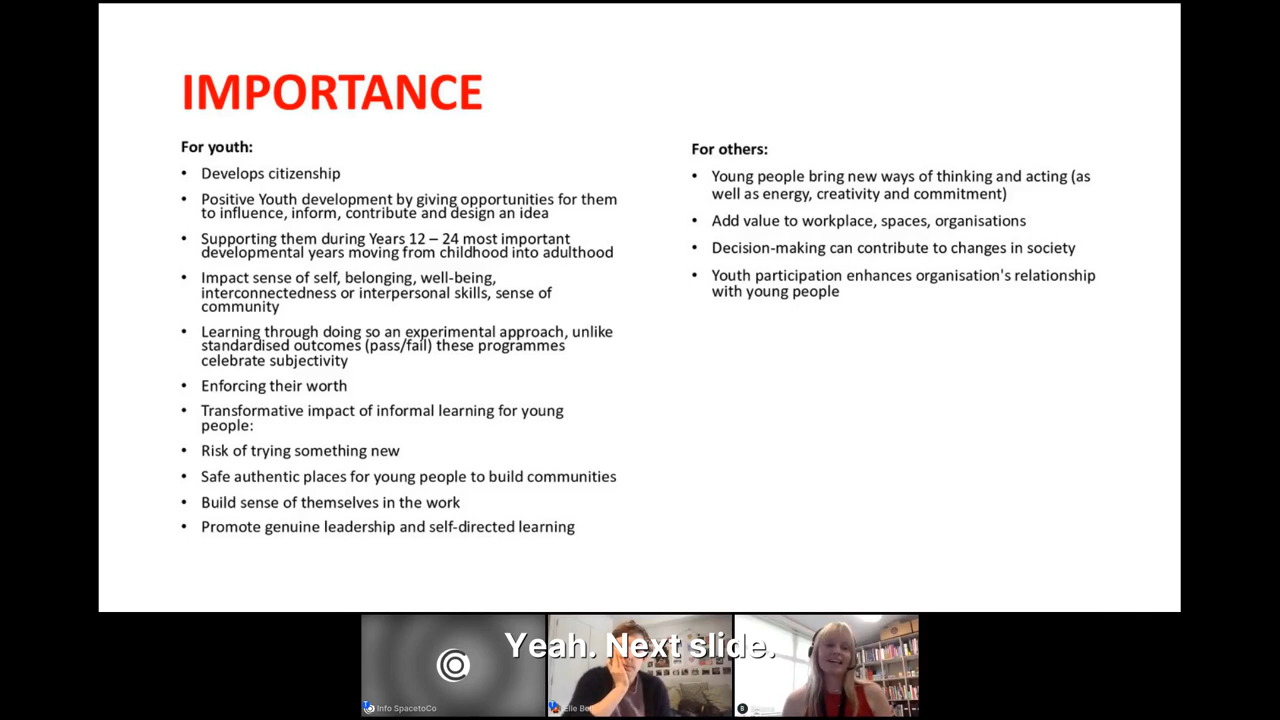 IMPORTANCE
For youth:
• Develops citizenship
• Positive Youth development by giving opportunities for them
to influence, inform, contribute and design an idea
• Supporting them during Years 12 – 24 most important
developmental years moving from childhood into adulthood
• Impact sense of self, belonging, well-being,
interconnectedness or interpersonal skills, sense of
community
• Learning through doing so an experimental approach, unlike
standardised outcomes (pass/fail) these programmes
celebrate subjectivity
• Enforcing their worth
• Transformative impact of informal learning for young
people:
• Risk of trying something new
• Safe authentic places for young people to build communities
• Build sense of themselves in the work
• Promote genuine leadership and self-directed learning
For others:
• Young people bring new ways of thinking and acting (as
well as energy, creativity and commitment)
• Add value to workplace, spaces, organisations
• Decision-making can contribute to changes in society
• Youth participation enhances organisation's relationship
with young people
Yeah. Next slide.
Info SpacetoCo
Elle